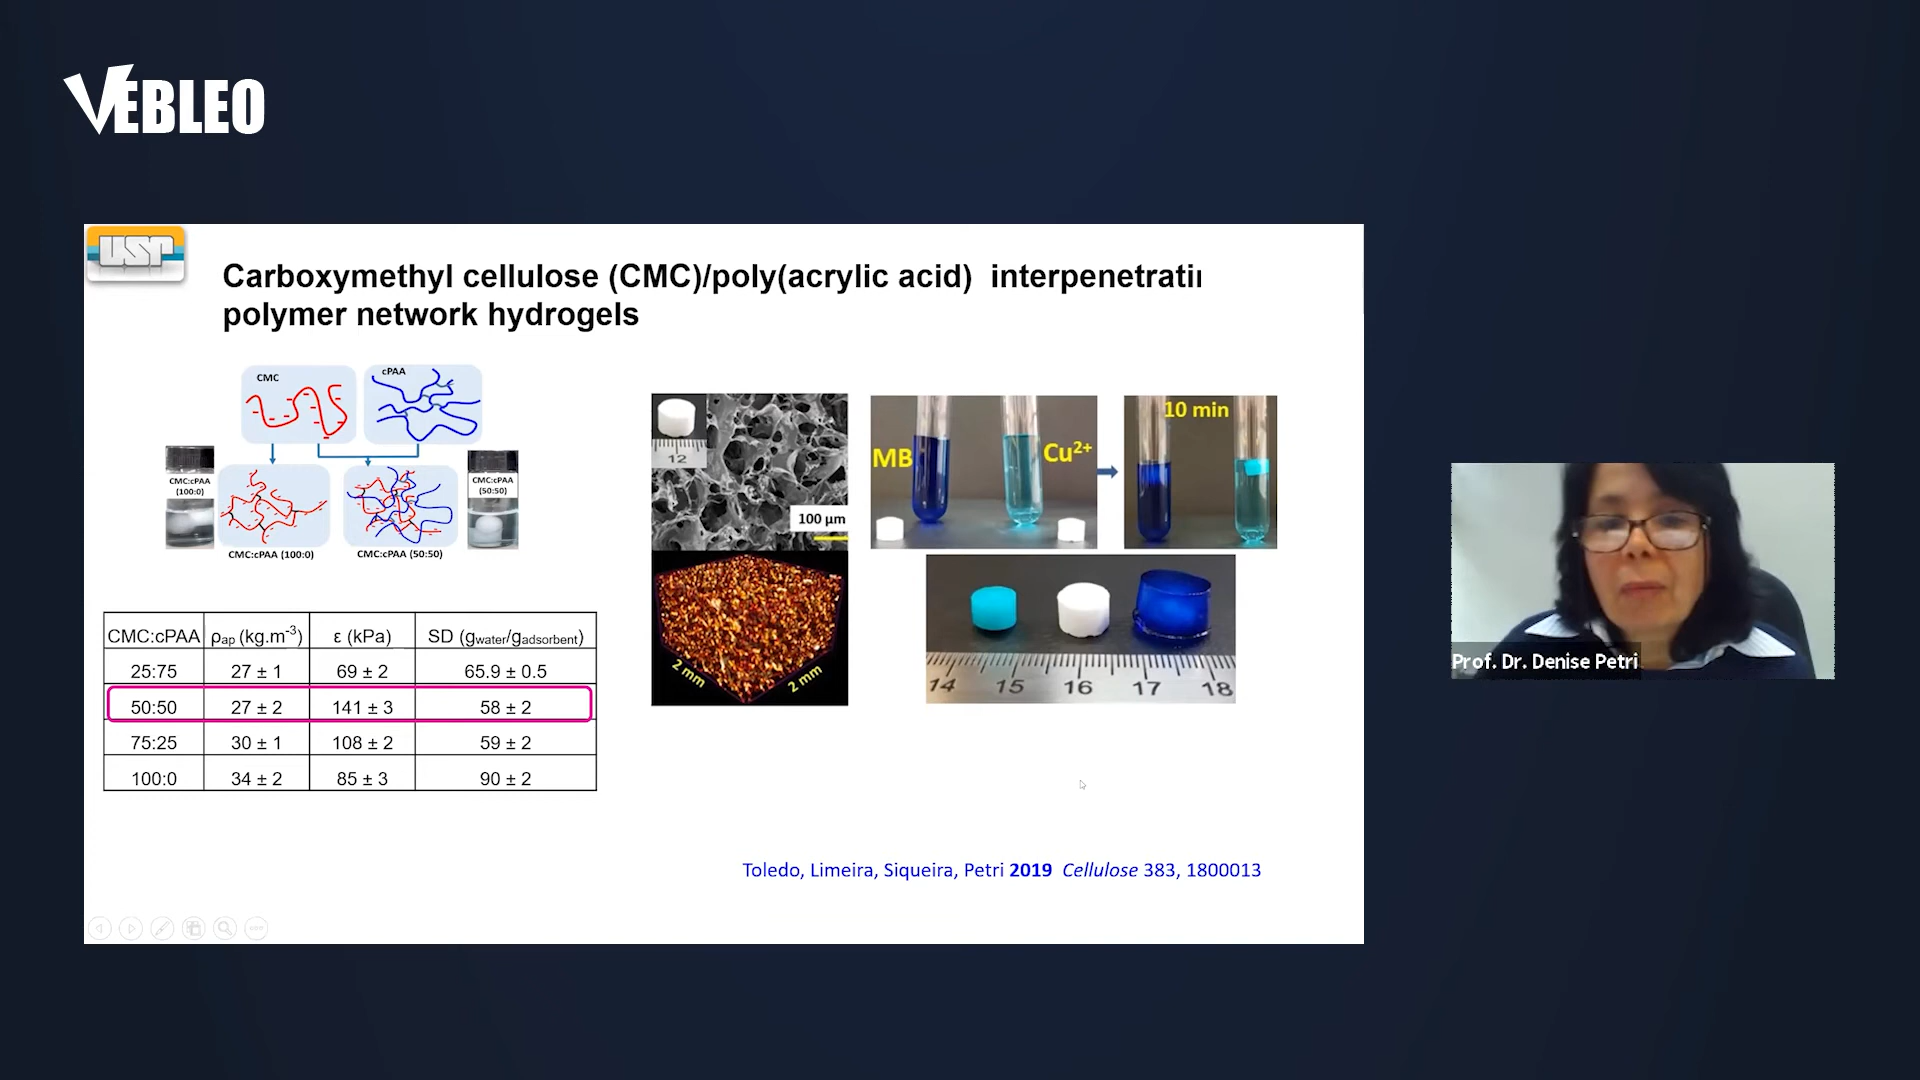 VEBLEO
USP
Carboxymethyl cellulose (CMC)/poly(acrylic acid) interpenetratin
polymer network hydrogels
CMC
cPAA
CMC:cPAA
(100:0)
CMC:cPAA
(50:50)
CMC:cPAA (100:0)
CMC:cPAA (50:50)
12
100 µm
2 mm
2 mm
MB
Cu²⁺
10 min
14 15 16 17 18
CMC:cPAA ρap (kg.m⁻³) ε (kPa) SD (gwater/gadsorbent)
25:75 27 ± 1 69 ± 2 65.9 ± 0.5
50:50 27 ± 2 141 ± 3 58 ± 2
75:25 30 ± 1 108 ± 2 59 ± 2
100:0 34 ± 2 85 ± 3 90 ± 2
Toledo, Limeira, Siqueira, Petri 2019 Cellulose 383, 1800013
Prof. Dr. Denise Petri